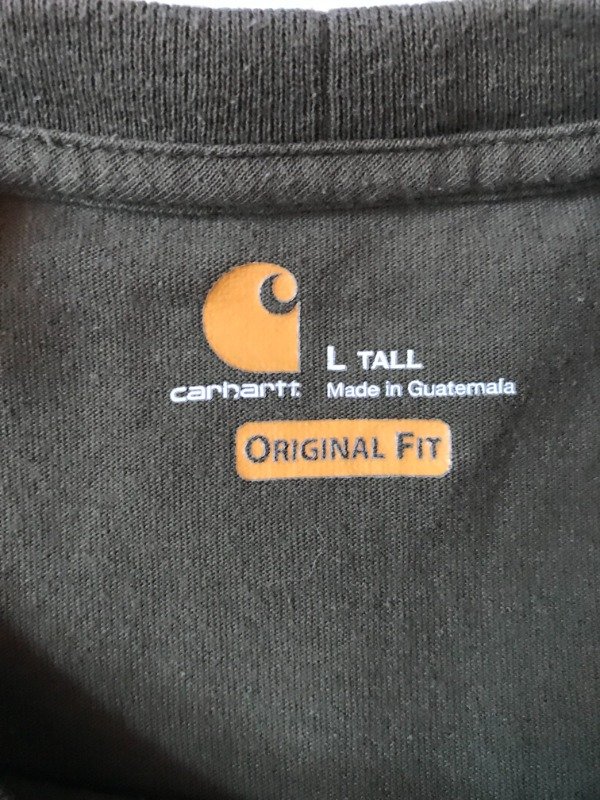 L TALL
carhartt Made in Guatemala
ORIGINAL FIT